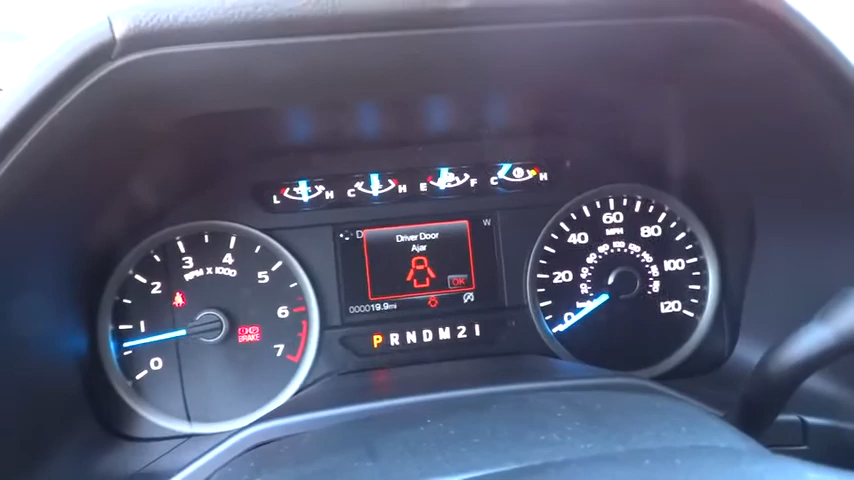 L H C H E F C H
D W
Driver Door
Ajar
OK
000019.9mi
P R N D M 2 1
0 1 2 3 4 5 6 7
RPM X 1000
BRAKE
0 20 40 60 80 100 120
MPH
km/h